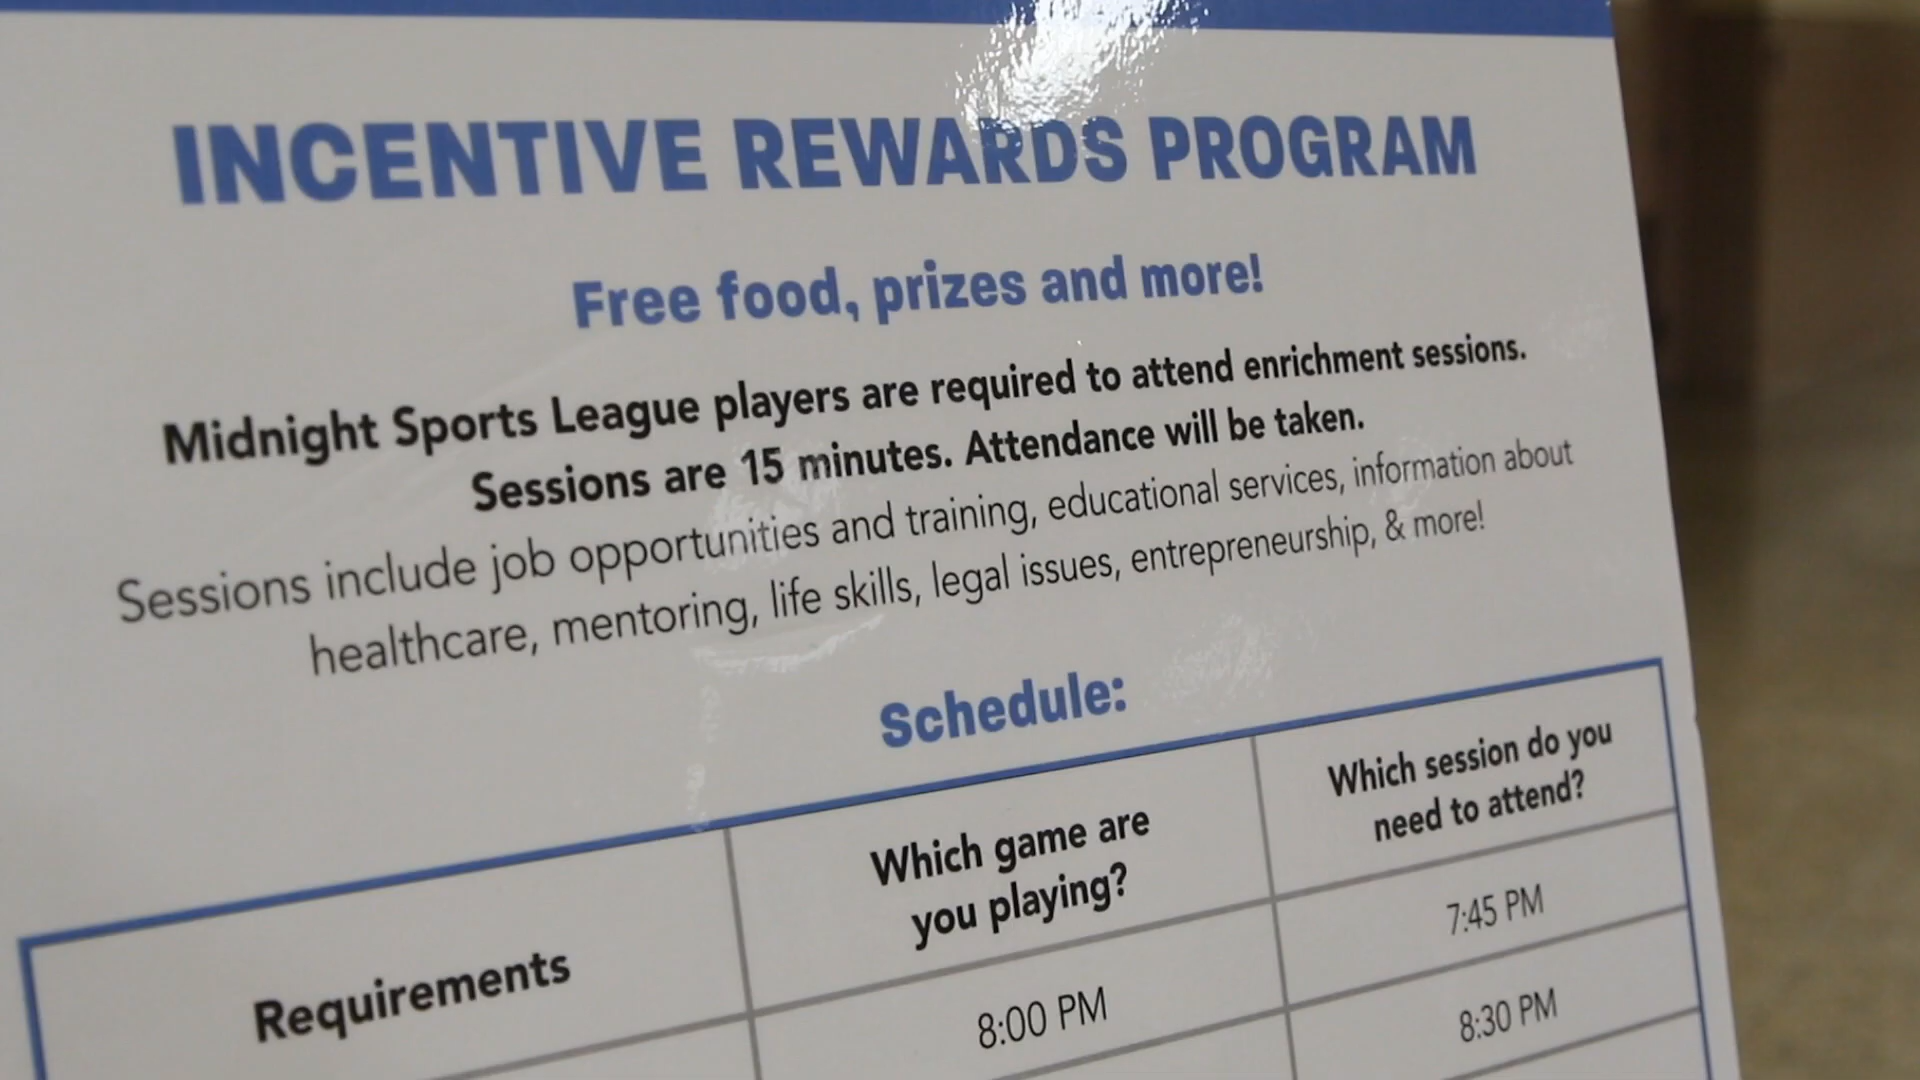 INCENTIVE REWARDS PROGRAM
Free food, prizes and more!
Midnight Sports League players are required to attend enrichment sessions.
Sessions are 15 minutes. Attendance will be taken.
Sessions include job opportunities and training, educational services, information about
healthcare, mentoring, life skills, legal issues, entrepreneurship, & more!
Schedule:
Requirements
Which game are
you playing?
Which session do you
need to attend?
8:00 PM
7:45 PM
8:30 PM